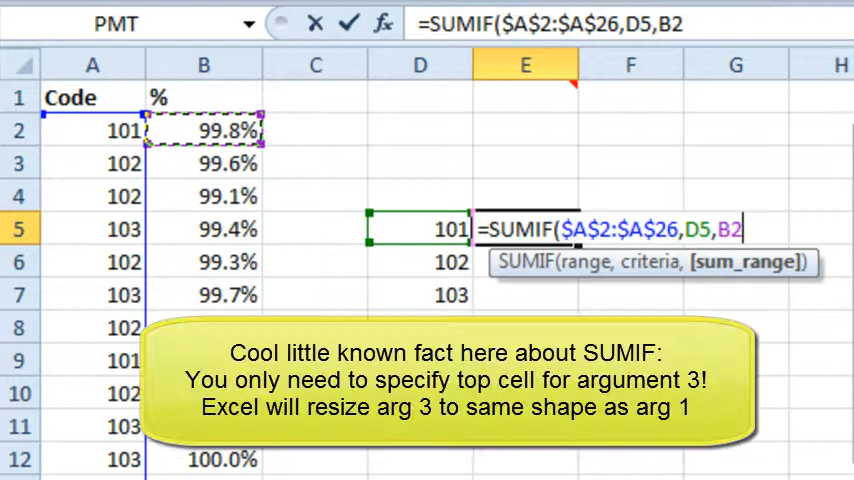 PMT fx =SUMIF($A$2:$A$26,D5,B2
A B C D E F G H
1 Code %
2 101 99.8%
3 102 99.6%
4 102 99.1%
5 103 99.4% 101 =SUMIF($A$2:$A$26,D5,B2
6 102 99.3% 102 SUMIF(range, criteria, [sum_range])
7 103 99.7% 103
8 102
Cool little known fact here about SUMIF:
9 101
You only need to specify top cell for argument 3!
10 102
Excel will resize arg 3 to same shape as arg 1
11 103
12 103 100.0%